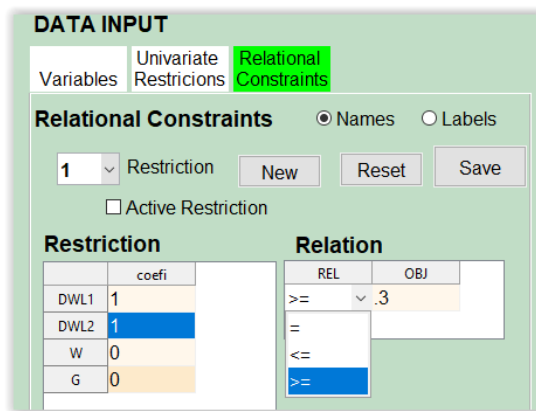 DATA INPUT
Variables
Univariate
Restricions
Relational
Constraints
Relational Constraints
Names
Labels
1
Restriction
New
Reset
Save
Active Restriction
Restriction
Relation
coefi
DWL1 1
DWL2 1
W 0
G 0
REL OBJ
>= .3
=
<=
>=